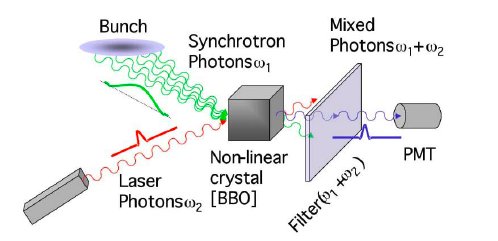 Bunch
Synchrotron
Photonsω1
Mixed
Photonsω1+ω2
Laser
Photonsω2
Non-linear
crystal
[BBO]
Filter(ω1+ω2)
PMT